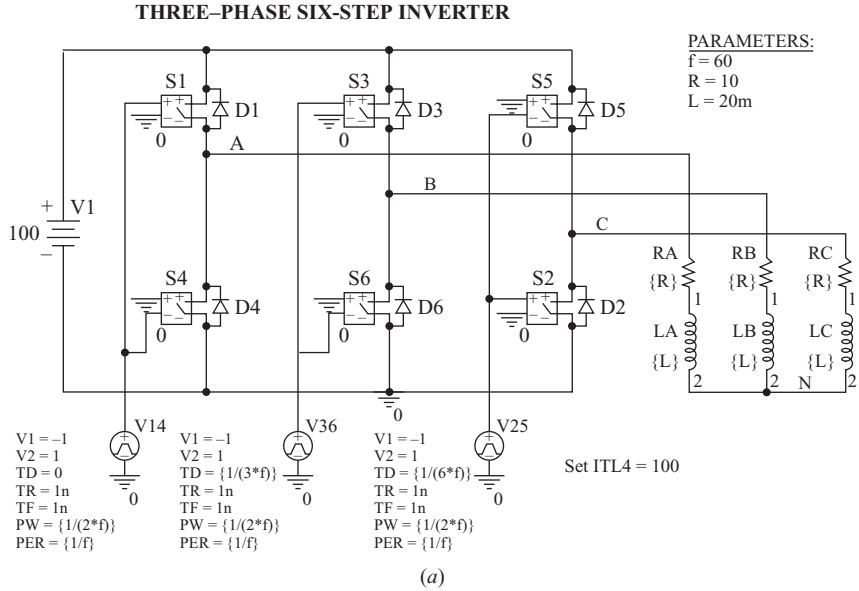 THREE–PHASE SIX-STEP INVERTER
PARAMETERS:
f = 60
R = 10
L = 20m
S1
S3
S5
+ +
– –
+ +
– –
+ +
– –
D1
D3
D5
0
0
0
A
B
C
+
V1
100
–
RA
RB
RC
{R}
{R}
{R}
1
1
1
LA
LB
LC
{L}
{L}
{L}
2
2
N
2
S4
S6
S2
+ +
– –
+ +
– –
+ +
– –
D4
D6
D2
0
0
0
0
V14
V36
V25
+
+
+
0
0
0
V1 = –1
V2 = 1
TD = 0
TR = 1n
TF = 1n
PW = {1/(2*f)}
PER = {1/f}
V1 = –1
V2 = 1
TD = {1/(3*f)}
TR = 1n
TF = 1n
PW = {1/(2*f)}
PER = {1/f}
V1 = –1
V2 = 1
TD = {1/(6*f)}
TR = 1n
TF = 1n
PW = {1/(2*f)}
PER = {1/f}
Set ITL4 = 100
(a)